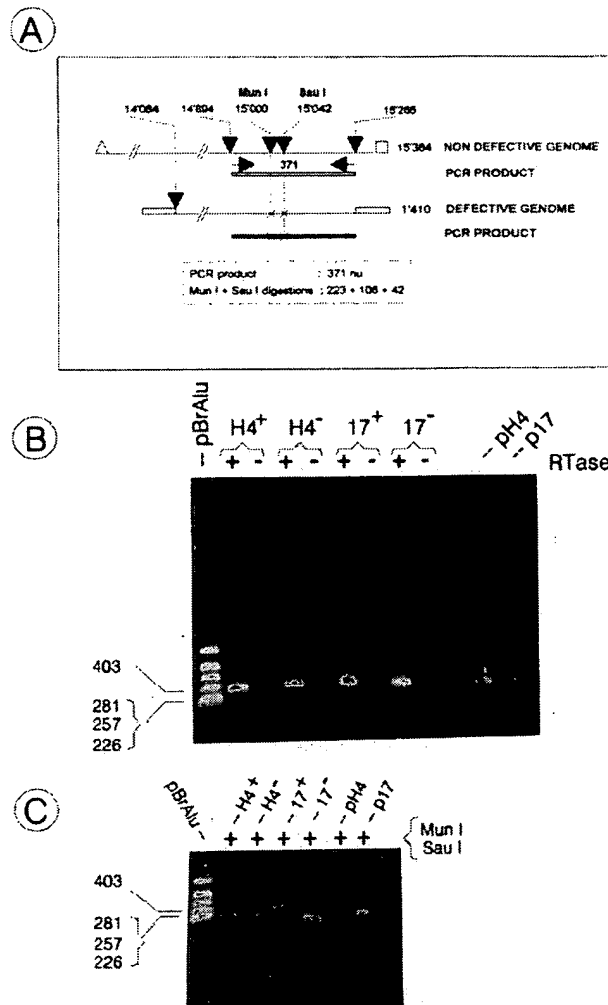 A
Mun I Sau I
14'084 14'894 15'000 15'042 15'265
371
15'384 NON DEFECTIVE GENOME
PCR PRODUCT
1'410 DEFECTIVE GENOME
PCR PRODUCT
PCR product : 371 nu
Mun I + Sau I digestions : 223 + 106 + 42
B
-- pBrAlu H4+ H4- 17+ 17- -- pH4 -- p17
+ - + - + - + - RTase
403
281
257
226
C
pBrAlu -- -- H4+ -- H4- -- 17+ -- 17- -- pH4 -- p17
+ + + + + + Mun I
Sau I
403
281
257
226